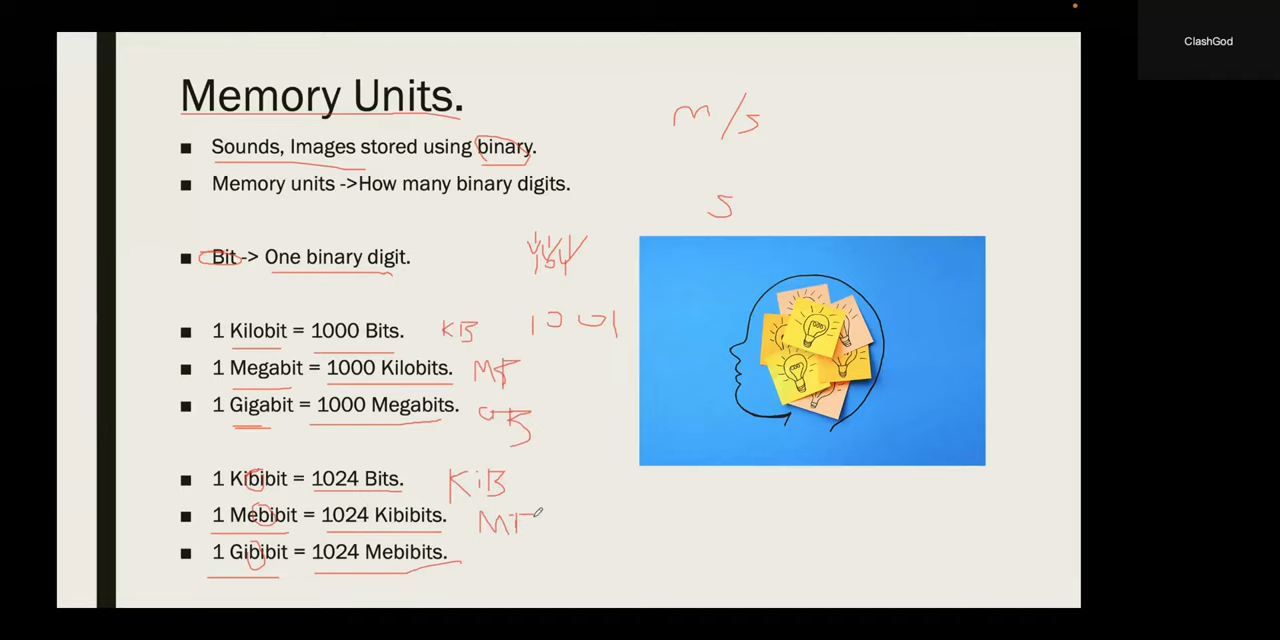 ClashGod
Memory Units.
m/s
Sounds, Images stored using binary.
Memory units ->How many binary digits.
s
Bit-> One binary digit.
1 Kilobit = 1000 Bits. KB
1 Megabit = 1000 Kilobits.
1 Gigabit = 1000 Megabits.
1 Kibibit = 1024 Bits. KiB
1 Mebibit = 1024 Kibibits.
1 Gibibit = 1024 Mebibits.